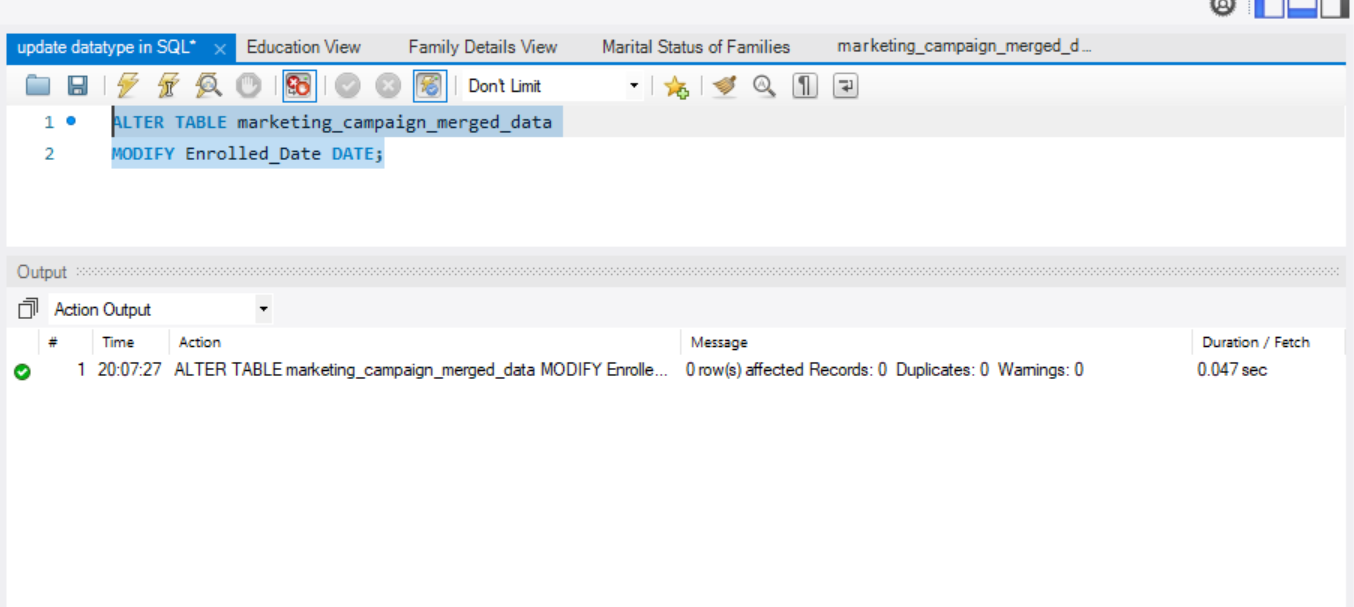 update datatype in SQL* Education View Family Details View Marital Status of Families marketing_campaign_merged_d...
Don't Limit
1 ALTER TABLE marketing_campaign_merged_data
2 MODIFY Enrolled_Date DATE;
Output
Action Output
# Time Action Message Duration / Fetch
1 20:07:27 ALTER TABLE marketing_campaign_merged_data MODIFY Enrolle... 0 row(s) affected Records: 0 Duplicates: 0 Warnings: 0 0.047 sec